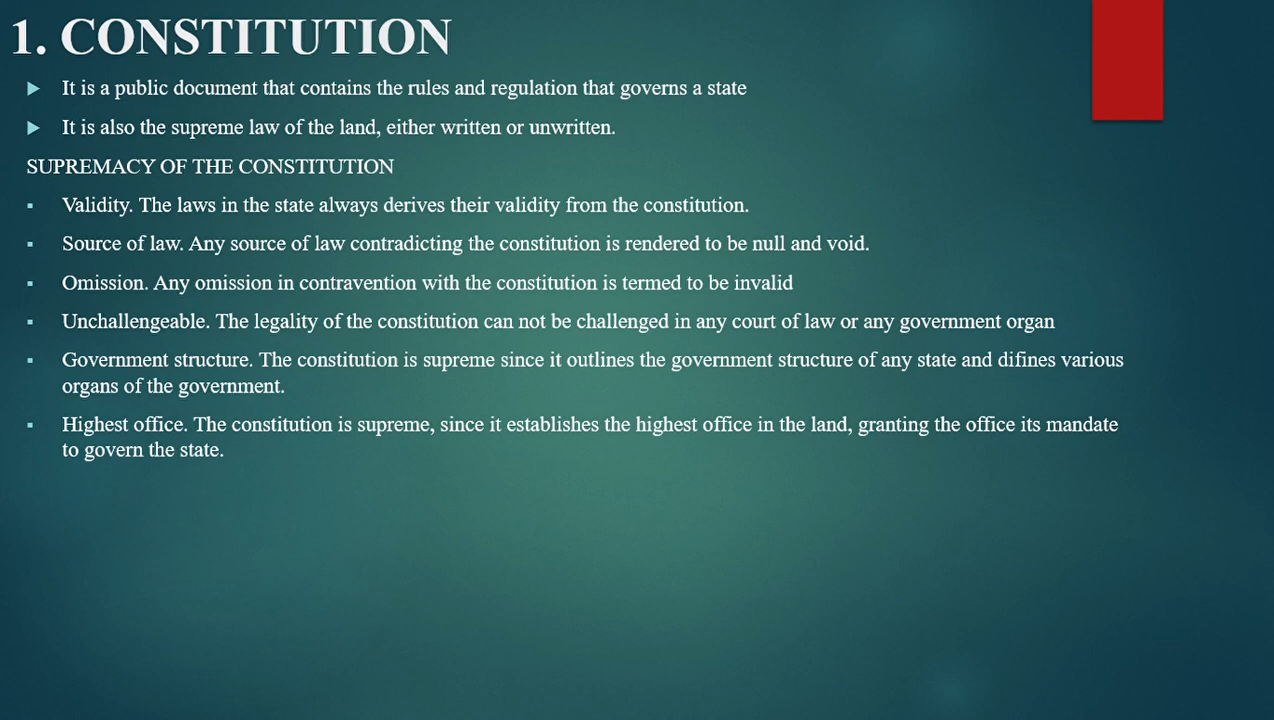 1. CONSTITUTION
It is a public document that contains the rules and regulation that governs a state
It is also the supreme law of the land, either written or unwritten.
SUPREMACY OF THE CONSTITUTION
Validity. The laws in the state always derives their validity from the constitution.
Source of law. Any source of law contradicting the constitution is rendered to be null and void.
Omission. Any omission in contravention with the constitution is termed to be invalid
Unchallengeable. The legality of the constitution can not be challenged in any court of law or any government organ
Government structure. The constitution is supreme since it outlines the government structure of any state and difines various
organs of the government.
Highest office. The constitution is supreme, since it establishes the highest office in the land, granting the office its mandate
to govern the state.